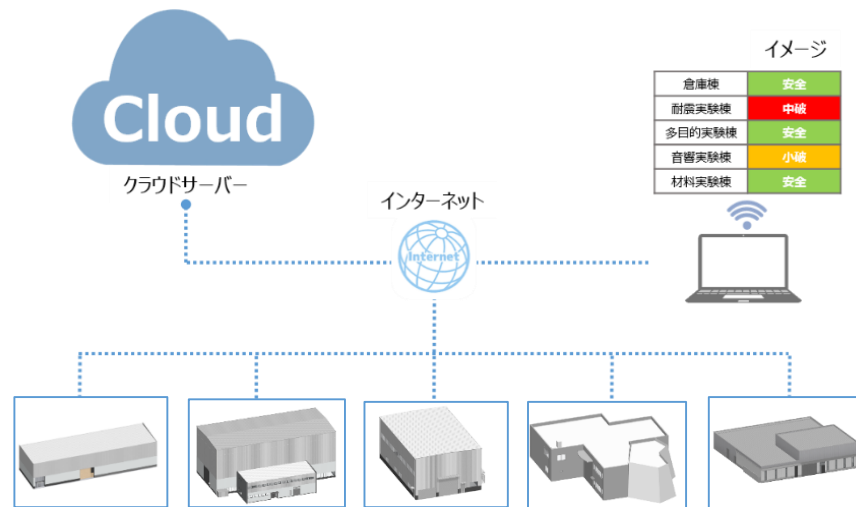 Cloud
クラウドサーバー
インターネット
Internet
イメージ
倉庫棟 安全
耐震実験棟 中破
多目的実験棟 安全
音響実験棟 小破
材料実験棟 安全